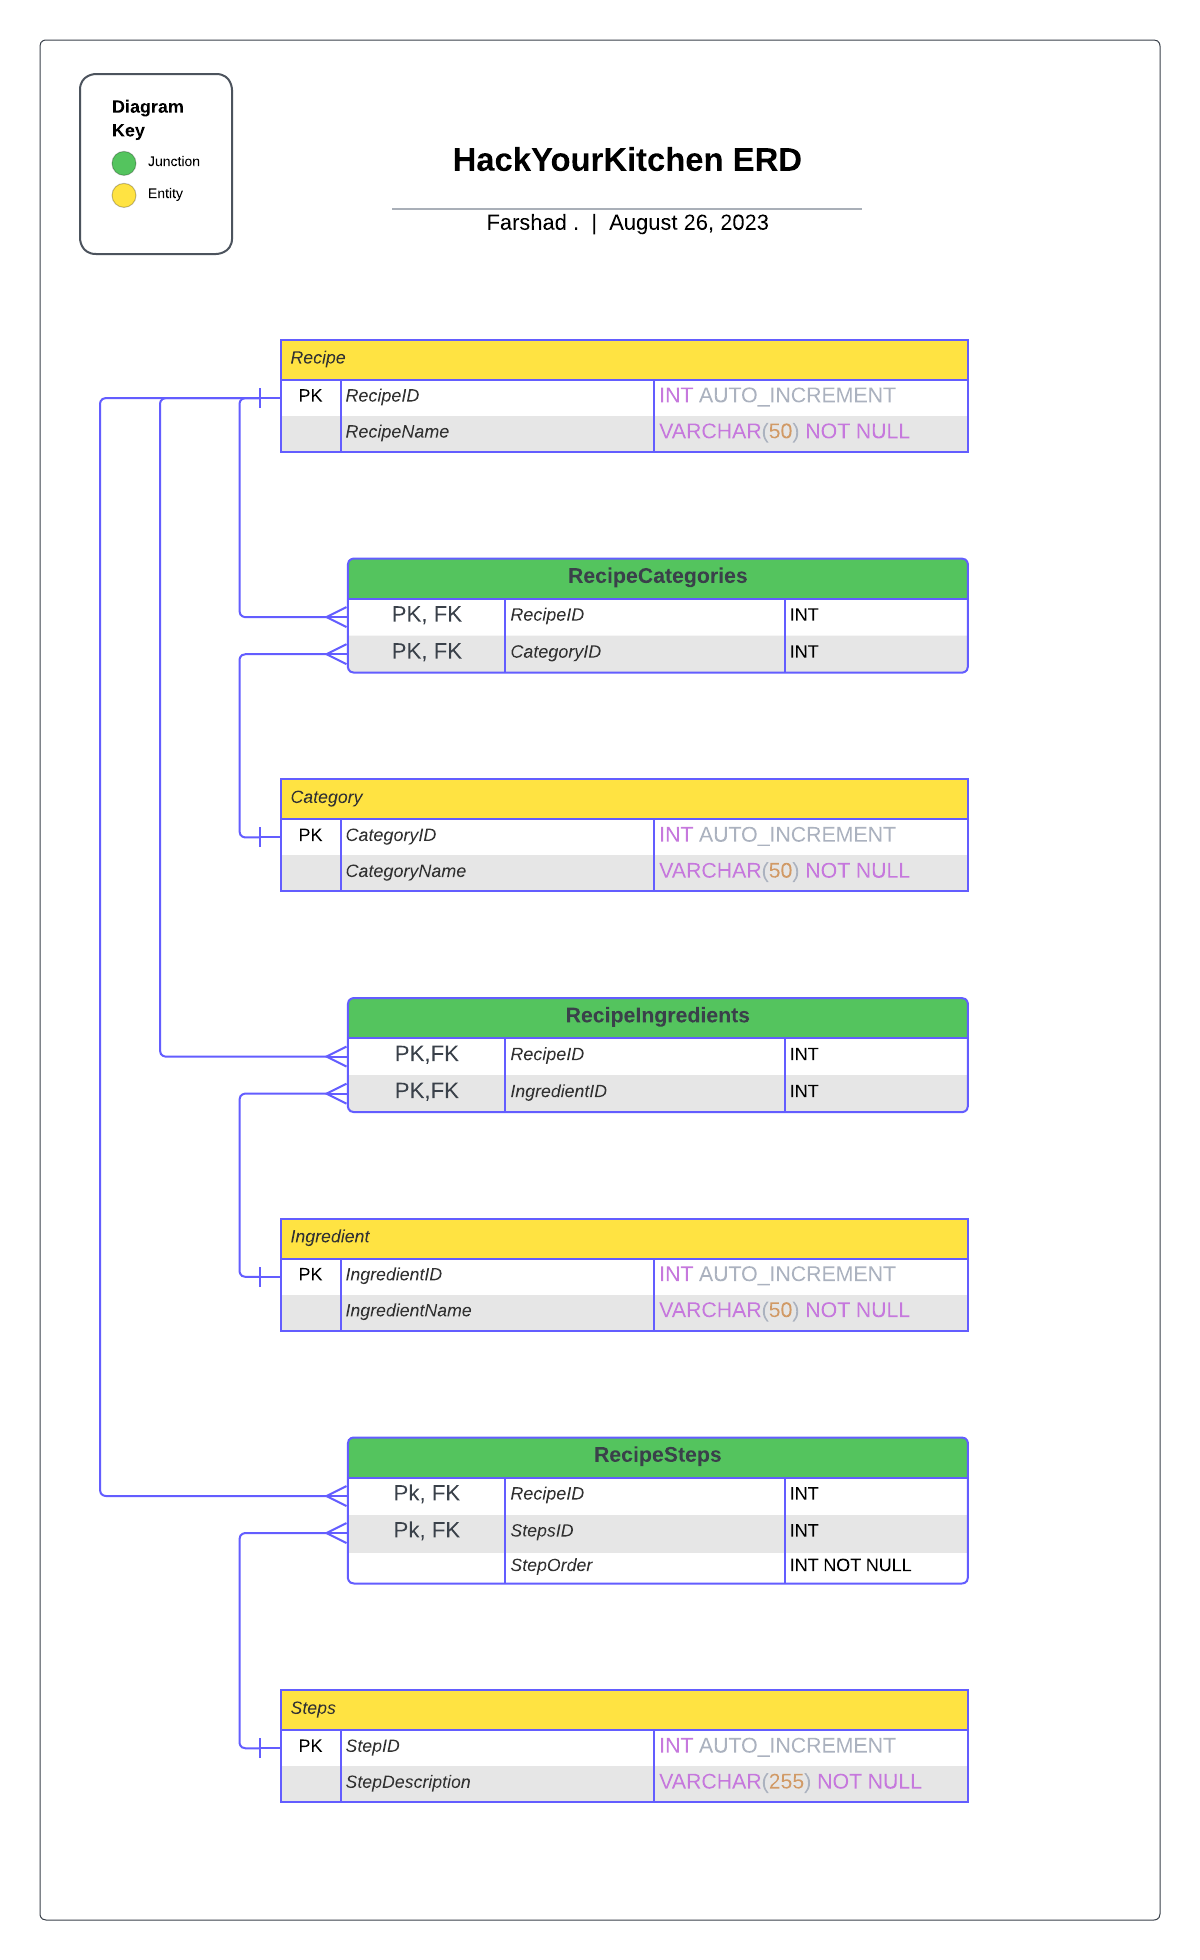 Diagram
Key
Junction
Entity
HackYourKitchen ERD
Farshad . | August 26, 2023
Recipe
PK RecipeID INT AUTO_INCREMENT
RecipeName VARCHAR(50) NOT NULL
RecipeCategories
PK, FK RecipeID INT
PK, FK CategoryID INT
Category
PK CategoryID INT AUTO_INCREMENT
CategoryName VARCHAR(50) NOT NULL
RecipeIngredients
PK,FK RecipeID INT
PK,FK IngredientID INT
Ingredient
PK IngredientID INT AUTO_INCREMENT
IngredientName VARCHAR(50) NOT NULL
RecipeSteps
Pk, FK RecipeID INT
Pk, FK StepsID INT
StepOrder INT NOT NULL
Steps
PK StepID INT AUTO_INCREMENT
StepDescription VARCHAR(255) NOT NULL